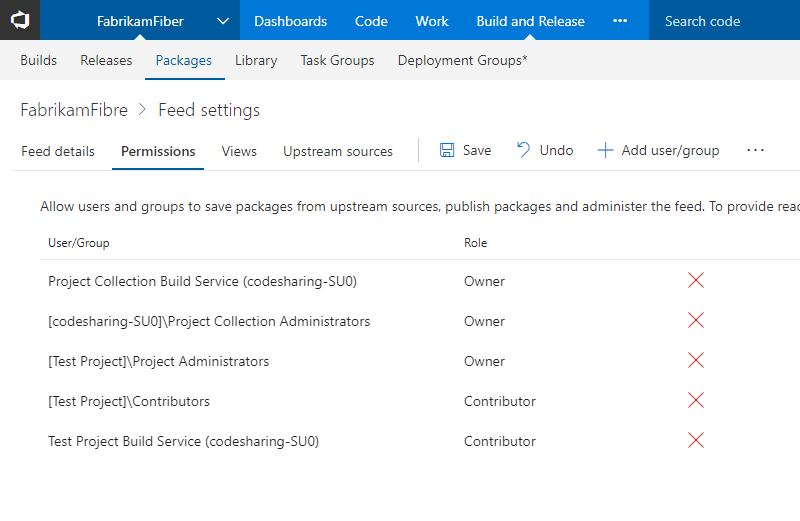 FabrikamFiber Dashboards Code Work Build and Release ··· Search code
Builds Releases Packages Library Task Groups Deployment Groups*
FabrikamFibre > Feed settings
Feed details Permissions Views Upstream sources Save Undo Add user/group ···
Allow users and groups to save packages from upstream sources, publish packages and administer the feed. To provide
User/Group Role
Project Collection Build Service (codesharing-SU0) Owner
[codesharing-SU0]\Project Collection Administrators Owner
[Test Project]\Project Administrators Owner
[Test Project]\Contributors Contributor
Test Project Build Service (codesharing-SU0) Contributor